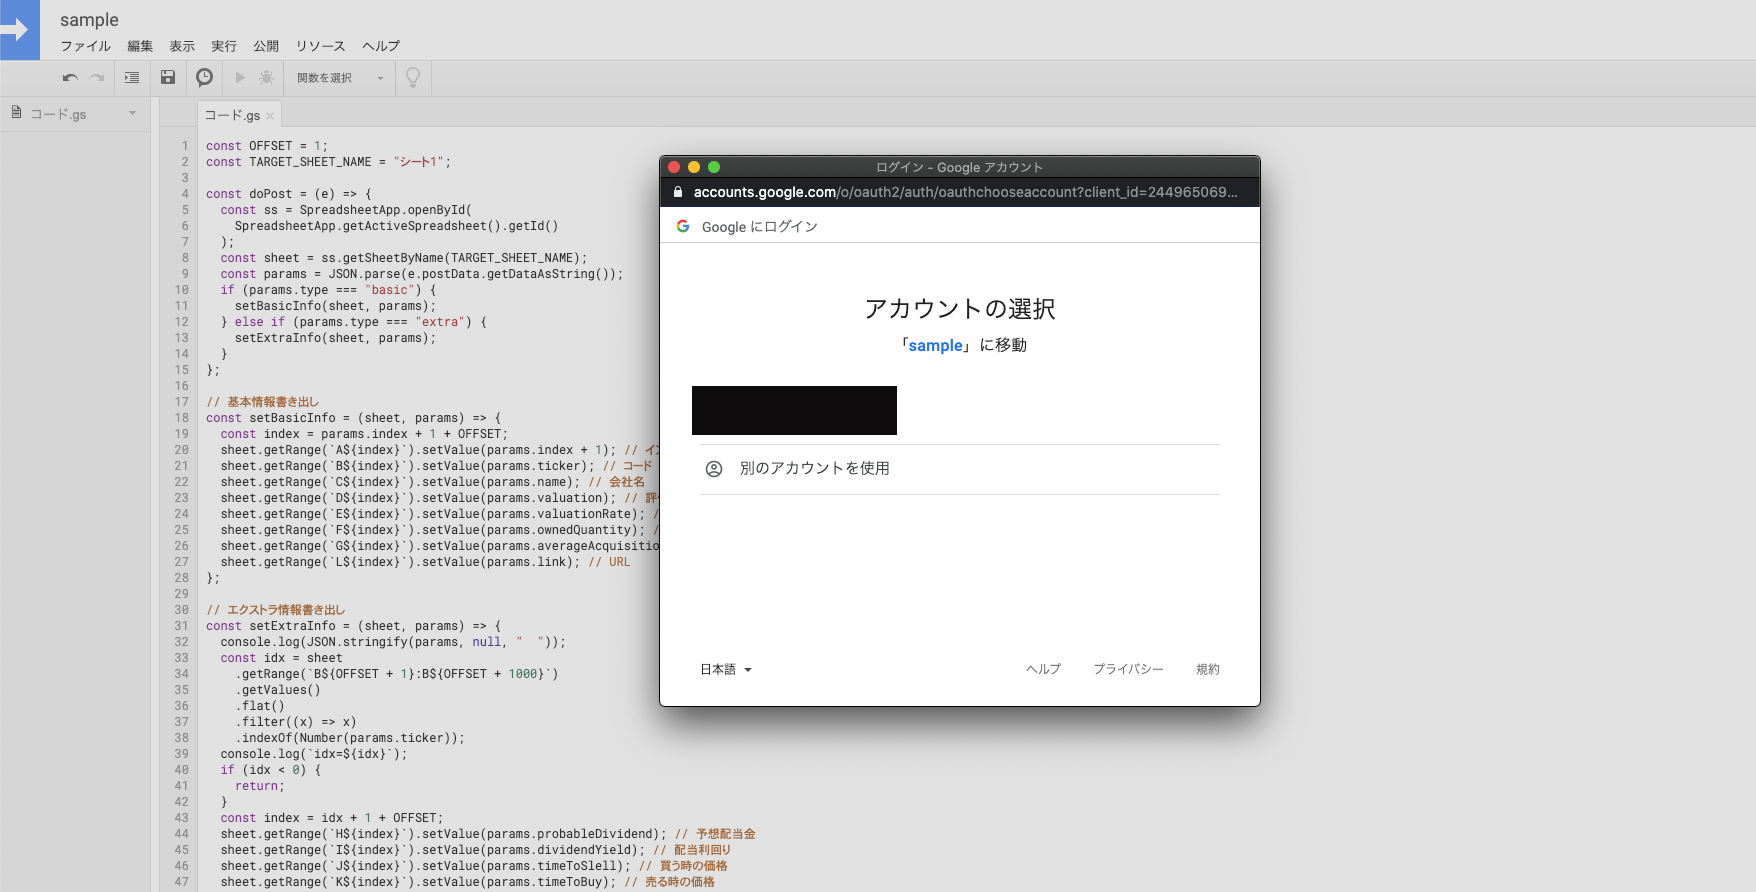 sample
ファイル 編集 表示 実行 公開 リソース ヘルプ
関数を選択
コード.gs
コード.gs ×
1 const OFFSET = 1;
2 const TARGET_SHEET_NAME = "シート1";
3
4 const doPost = (e) => {
5 const ss = SpreadsheetApp.openById(
6 SpreadsheetApp.getActiveSpreadsheet().getId()
7 );
8 const sheet = ss.getSheetByName(TARGET_SHEET_NAME);
9 const params = JSON.parse(e.postData.getDataAsString());
10 if (params.type === "basic") {
11 setBasicInfo(sheet, params);
12 } else if (params.type === "extra") {
13 setExtraInfo(sheet, params);
14 }
15 };
16
17 // 基本情報書き出し
18 const setBasicInfo = (sheet, params) => {
19 const index = params.index + 1 + OFFSET;
20 sheet.getRange(`A${index}`).setValue(params.index + 1); // イン
21 sheet.getRange(`B${index}`).setValue(params.ticker); // コード
22 sheet.getRange(`C${index}`).setValue(params.name); // 会社名
23 sheet.getRange(`D${index}`).setValue(params.valuation); // 評
24 sheet.getRange(`E${index}`).setValue(params.valuationRate); /
25 sheet.getRange(`F${index}`).setValue(params.ownedQuantity); /
26 sheet.getRange(`G${index}`).setValue(params.averageAcquisitio
27 sheet.getRange(`L${index}`).setValue(params.link); // URL
28 };
29
30 // エクストラ情報書き出し
31 const setExtraInfo = (sheet, params) => {
32 console.log(JSON.stringify(params, null, "  "));
33 const idx = sheet
34 .getRange(`B${OFFSET + 1}:B${OFFSET + 1000}`)
35 .getValues()
36 .flat()
37 .filter((x) => x)
38 .indexOf(Number(params.ticker));
39 console.log(`idx=${idx}`);
40 if (idx < 0) {
41 return;
42 }
43 const index = idx + 1 + OFFSET;
44 sheet.getRange(`H${index}`).setValue(params.probableDividend); // 予想配当金
45 sheet.getRange(`I${index}`).setValue(params.dividendYield); // 配当利回り
46 sheet.getRange(`J${index}`).setValue(params.timeToSlell); // 買う時の価格
47 sheet.getRange(`K${index}`).setValue(params.timeToBuy); // 売る時の価格
ログイン - Google アカウント
accounts.google.com/o/oauth2/auth/oauthchooseaccount?client_id=244965069...
Google にログイン
アカウントの選択
「sample」に移動
別のアカウントを使用
日本語 ヘルプ プライバシー 規約